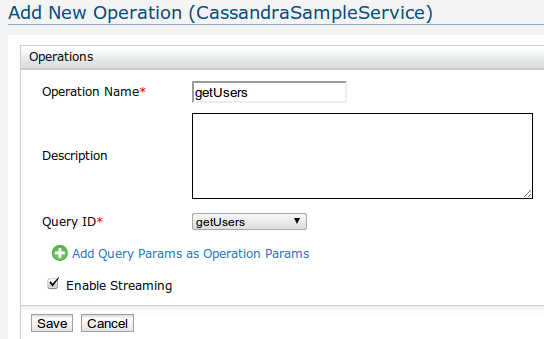 Add New Operation (CassandraSampleService)
Operations
Operation Name* getUsers
Description
Query ID* getUsers
Add Query Params as Operation Params
Enable Streaming
Save Cancel